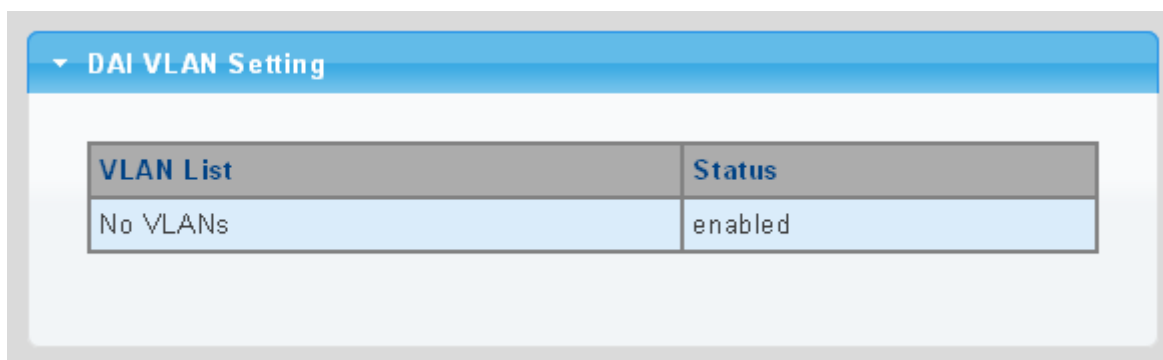 DAI VLAN Setting
VLAN List Status
No VLANs enabled